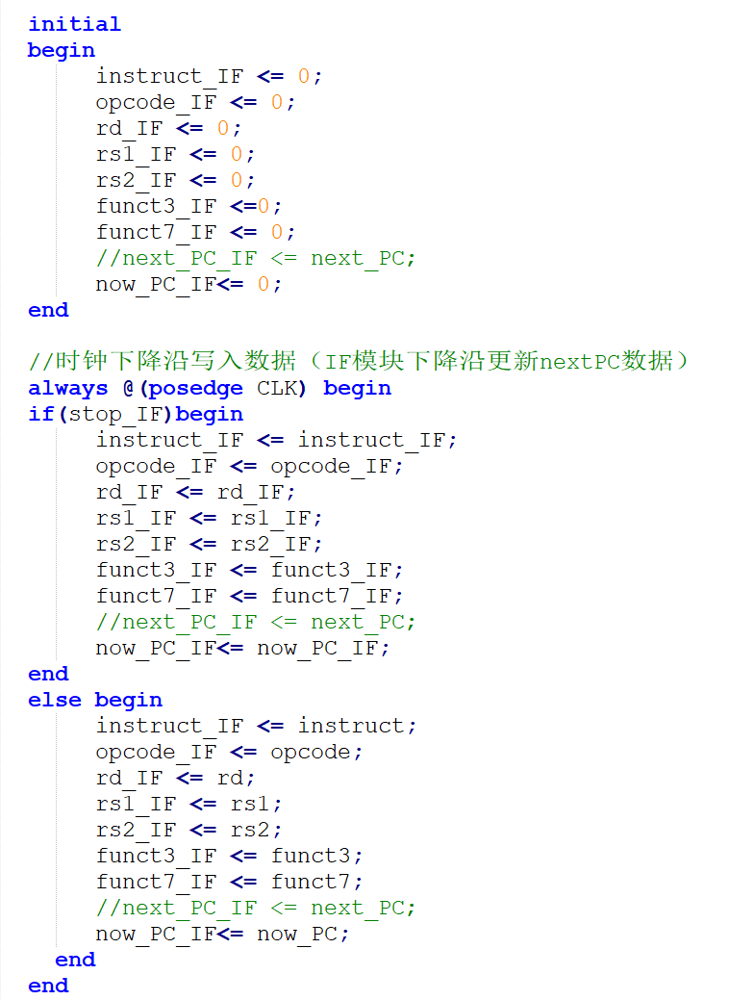 initial
begin
instruct_IF <= 0;
opcode_IF <= 0;
rd_IF <= 0;
rs1_IF <= 0;
rs2_IF <= 0;
funct3_IF <=0;
funct7_IF <= 0;
//next_PC_IF <= next_PC;
now_PC_IF<= 0;
end
//时钟下降沿写入数据（IF模块下降沿更新nextPC数据）
always @(posedge CLK) begin
if(stop_IF)begin
instruct_IF <= instruct_IF;
opcode_IF <= opcode_IF;
rd_IF <= rd_IF;
rs1_IF <= rs1_IF;
rs2_IF <= rs2_IF;
funct3_IF <= funct3_IF;
funct7_IF <= funct7_IF;
//next_PC_IF <= next_PC;
now_PC_IF<= now_PC_IF;
end
else begin
instruct_IF <= instruct;
opcode_IF <= opcode;
rd_IF <= rd;
rs1_IF <= rs1;
rs2_IF <= rs2;
funct3_IF <= funct3;
funct7_IF <= funct7;
//next_PC_IF <= next_PC;
now_PC_IF<= now_PC;
end
end